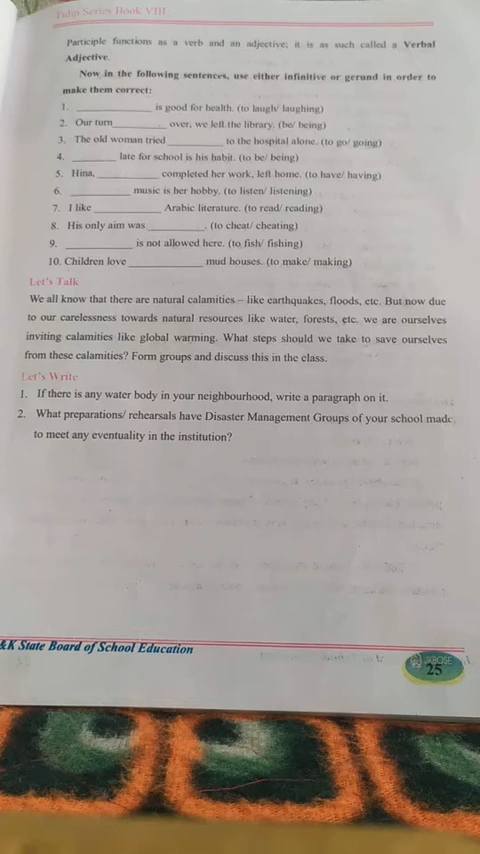 Tulip Series Book VIII
Participle functions as a verb and an adjective; it is as such called a Verbal
Adjective.
Now in the following sentences, use either infinitive or gerund in order to
make them correct:
1. ____________ is good for health. (to laugh/ laughing)
2. Our turn________ over, we left the library. (be/ being)
3. The old woman tried_________ to the hospital alone. (to go/ going)
4. _______ late for school is his habit. (to be/ being)
5. Hina, __________ completed her work, left home. (to have/ having)
6. __________ music is her hobby. (to listen/ listening)
7. I like ___________ Arabic literature. (to read/ reading)
8. His only aim was _________. (to cheat/ cheating)
9. ___________ is not allowed here. (to fish/ fishing)
10. Children love ____________ mud houses. (to make/ making)
Let's Talk
We all know that there are natural calamities – like earthquakes, floods, etc. But now due
to our carelessness towards natural resources like water, forests, etc. we are ourselves
inviting calamities like global warming. What steps should we take to save ourselves
from these calamities? Form groups and discuss this in the class.
Let's Write
1. If there is any water body in your neighbourhood, write a paragraph on it.
2. What preparations/ rehearsals have Disaster Management Groups of your school made
to meet any eventuality in the institution?
&K State Board of School Education
JKBOSE
25